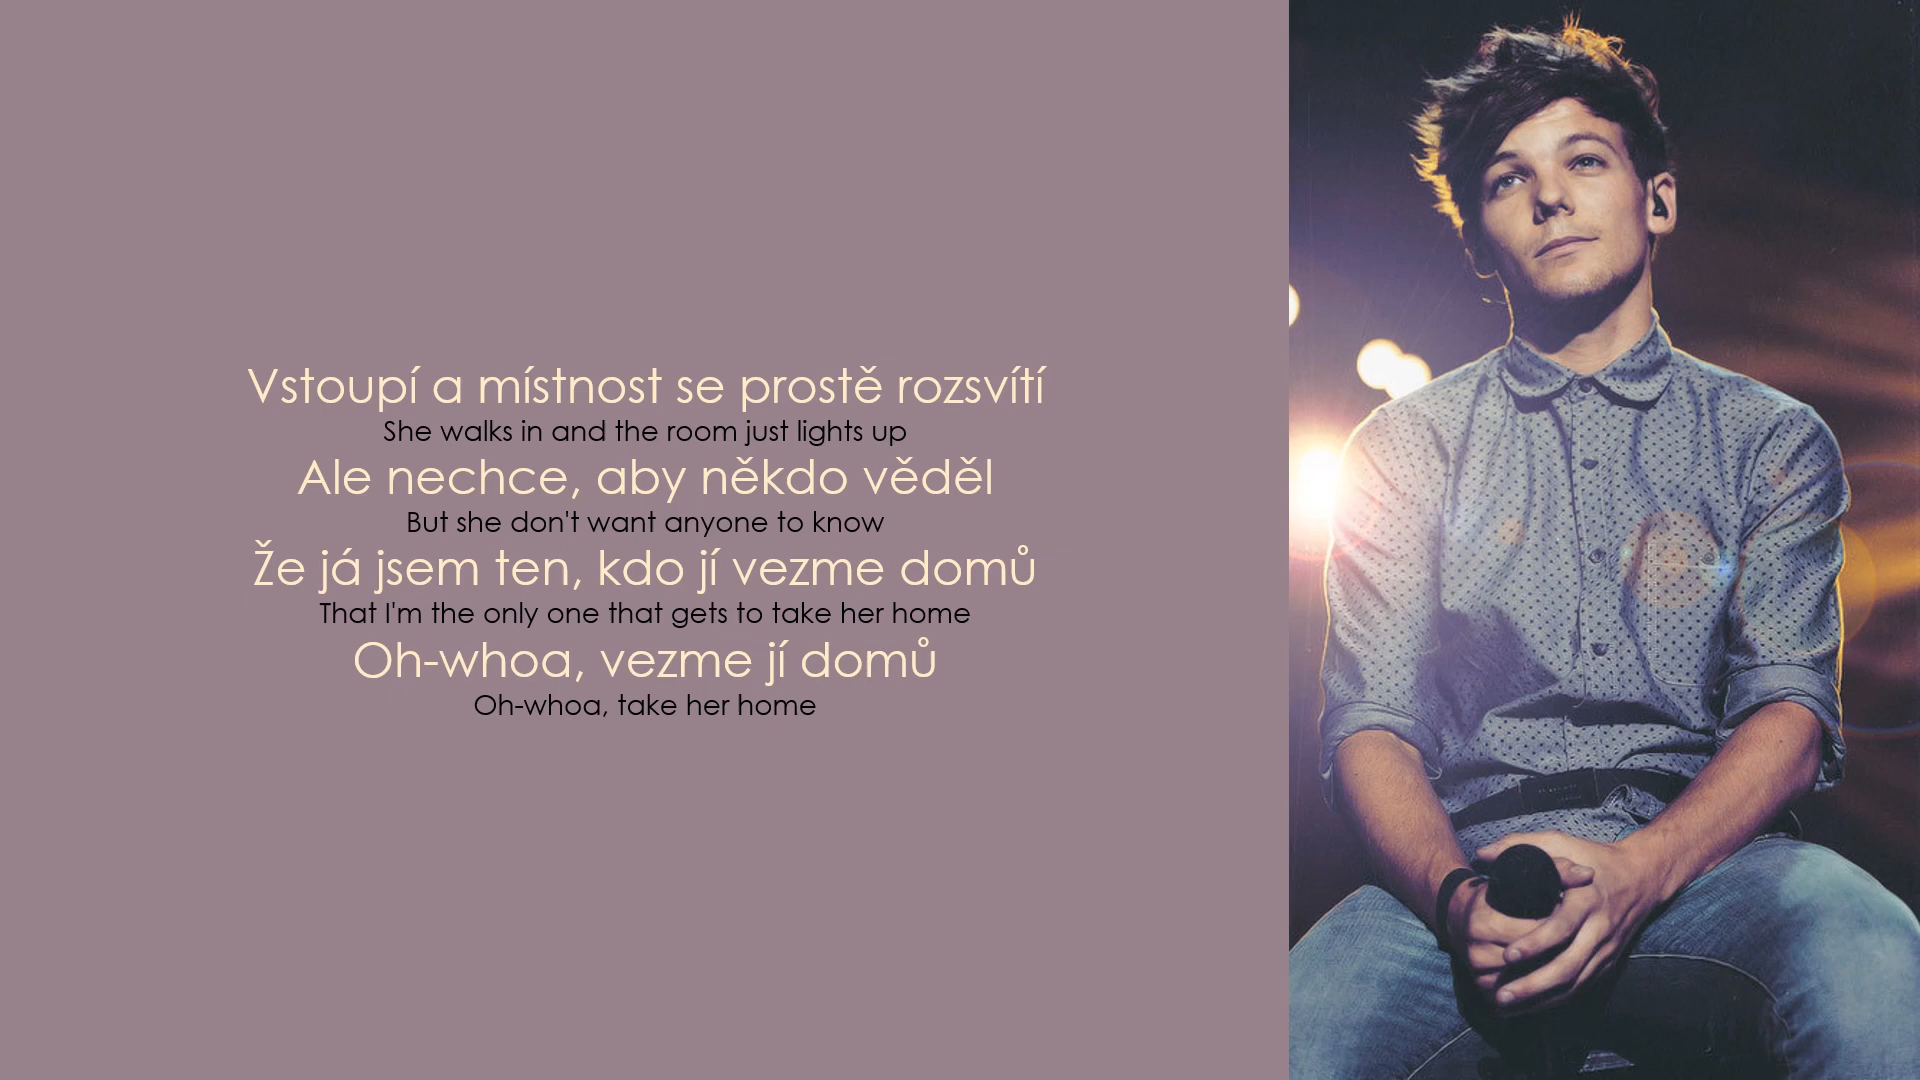 Vstoupí a místnost se prostě rozsvítí
She walks in and the room just lights up
Ale nechce, aby někdo věděl
But she don't want anyone to know
Že já jsem ten, kdo jí vezme domů
That I'm the only one that gets to take her home
Oh-whoa, vezme jí domů
Oh-whoa, take her home